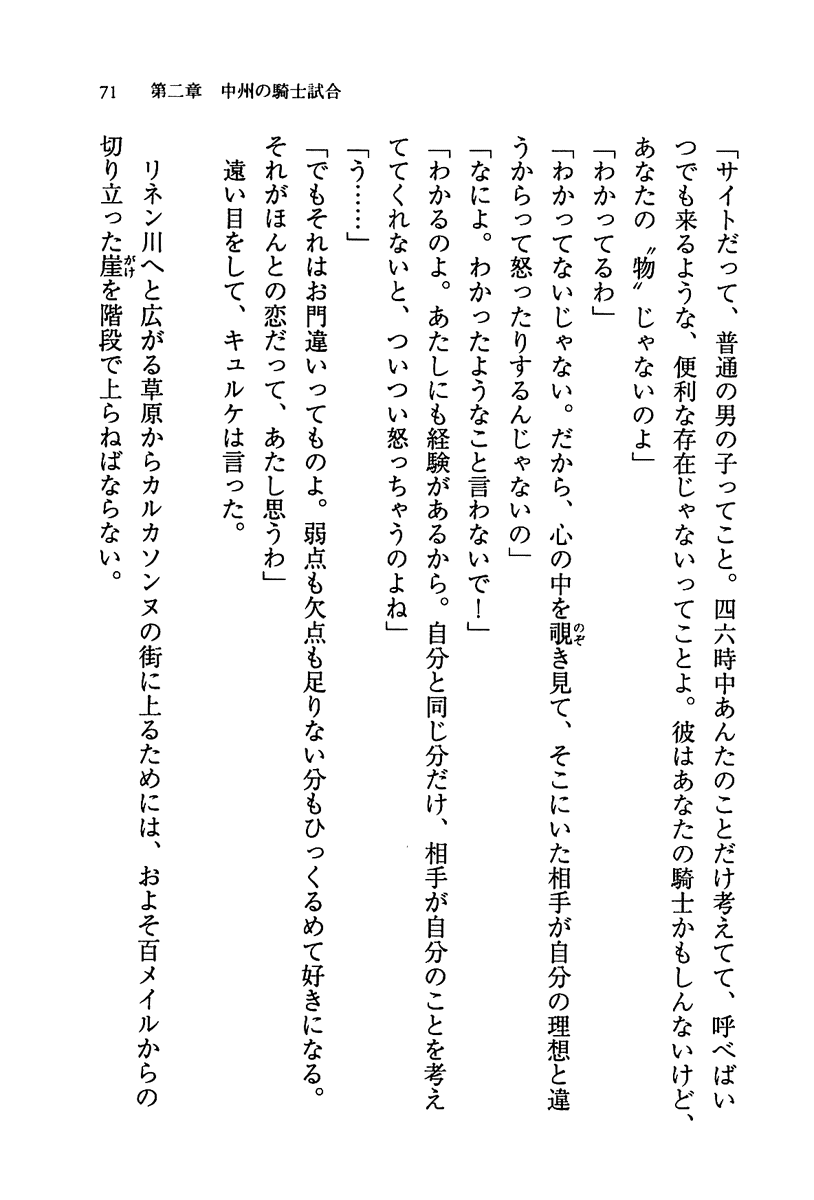 71　第二章　中州の騎士試合
「サイトだって、普通の男の子ってこと。四六時中あんたのことだけ考えてて、呼べばい
つでも来るような、便利な存在じゃないってことよ。彼はあなたの騎士かもしんないけど、
あなたの〝物〟じゃないのよ」
「わかってるわ」
「わかってないじゃない。だから、心の中を覗き見て、そこにいた相手が自分の理想と違
うからって怒ったりするんじゃないの」
「なによ。わかったようなこと言わないで！」
「わかるのよ。あたしにも経験があるから。自分と同じ分だけ、相手が自分のことを考え
ててくれないと、ついつい怒っちゃうのよね」
「う……」
「でもそれはお門違いってものよ。弱点も欠点も足りない分もひっくるめて好きになる。
それがほんとの恋だって、あたし思うわ」
遠い目をして、キュルケは言った。
リネン川へと広がる草原からカルカソンヌの街に上るためには、およそ百メイルからの
切り立った崖を階段で上らねばならない。